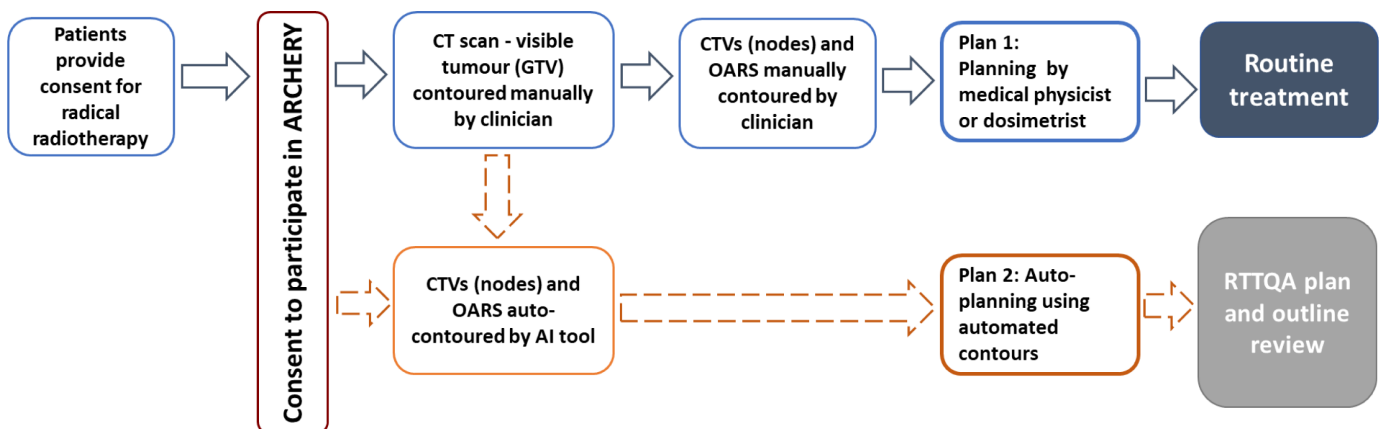 Patients
provide
consent for
radical
radiotherapy
Consent to participate in ARCHERY
CT scan - visible
tumour (GTV)
contoured manually
by clinician
CTVs (nodes) and
OARS manually
contoured by
clinician
Plan 1:
Planning by
medical physicist
or dosimetrist
Routine
treatment
CTVs (nodes) and
OARS auto-
contoured by AI tool
Plan 2: Auto-
planning using
automated
contours
RTTQA plan
and outline
review